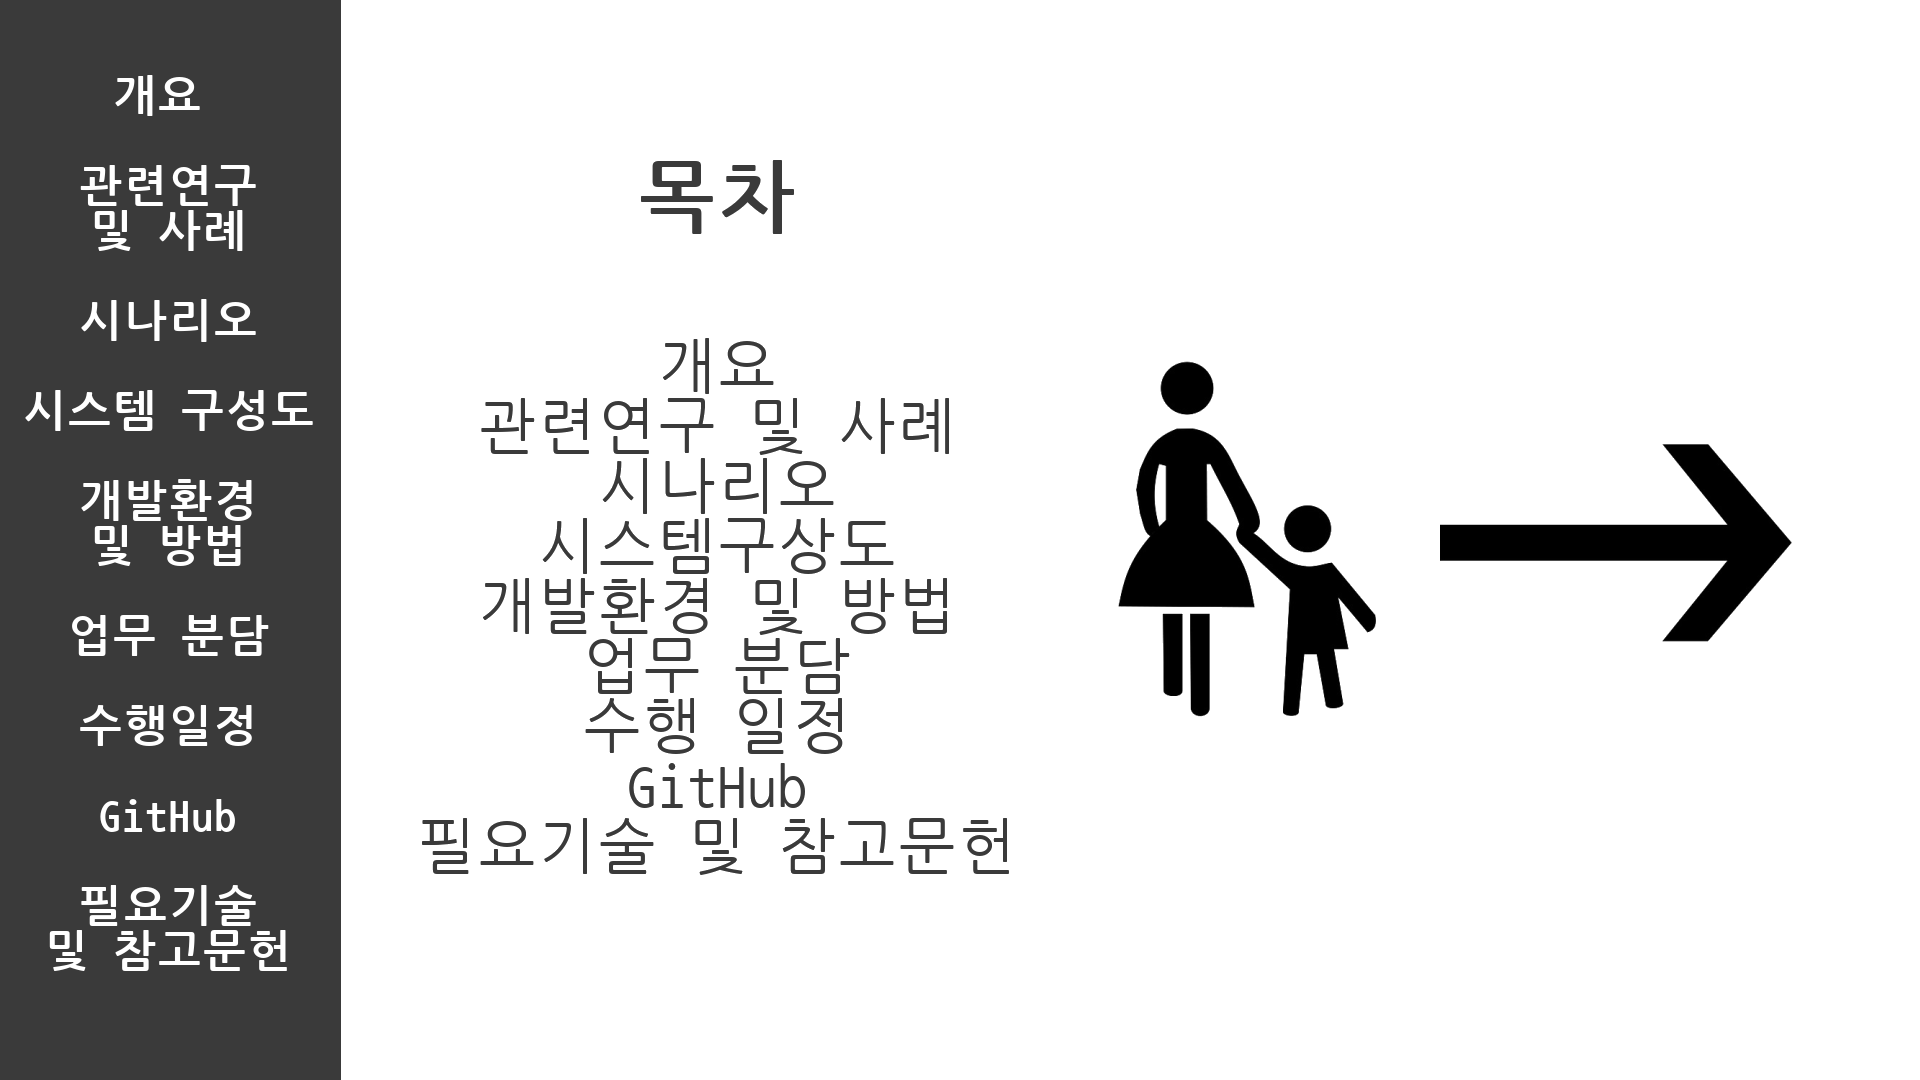 개요
관련연구
및 사례
시나리오
시스템 구성도
개발환경
및 방법
업무 분담
수행일정
GitHub
필요기술
및 참고문헌
목차
개요
관련연구 및 사례
시나리오
시스템구상도
개발환경 및 방법
업무 분담
수행 일정
GitHub
필요기술 및 참고문헌